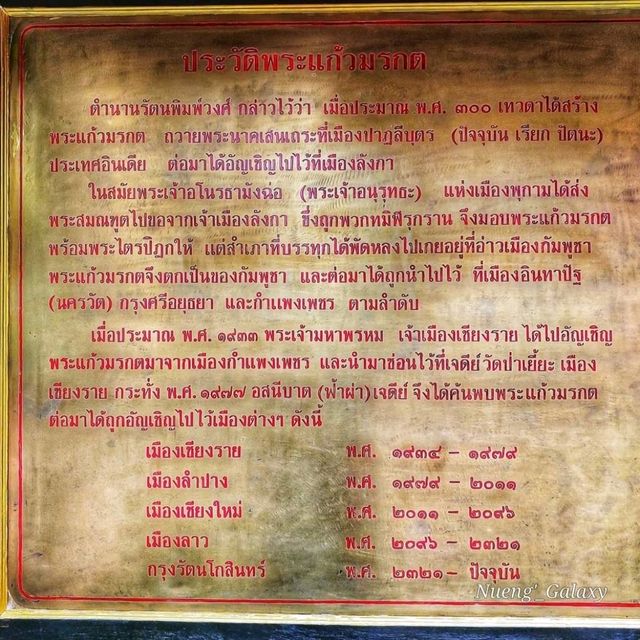 ประวัติพระแก้วมรกต
ตำนานรัตนพิมพ์วงศ์ กล่าวไว้ว่า เมื่อประมาณ พ.ศ. ๓๐๐ เทวดาได้สร้าง
พระแก้วมรกต ถวายพระนาคเสนเถระที่เมืองปาฏลีบุตร (ปัจจุบัน เรียก ปัตนะ)
ประเทศอินเดีย ต่อมาได้อัญเชิญไปไว้ที่เมืองลังกา
ในสมัยพระเจ้าอโนรธามังฉ่อ (พระเจ้าอนุรุทธะ) แห่งเมืองพุกามได้ส่ง
พระสมณฑูตไปขอจากเจ้าเมืองลังกา ซึ่งถูกพวกทมิฬรุกราน จึงมอบพระแก้วมรกต
พร้อมพระไตรปิฎกให้ แต่สำเภาที่บรรทุกได้พัดหลงไปเกยอยู่ที่อ่าวเมืองกัมพูชา
พระแก้วมรกตจึงตกเป็นของกัมพูชา และต่อมาได้ถูกนำไปไว้ ที่เมืองอินทาปัฐ
(นครวัต) กรุงศรีอยุธยา และกำแพงเพชร ตามลำดับ
เมื่อประมาณ พ.ศ. ๑๙๓๓ พระเจ้ามหาพรหม เจ้าเมืองเชียงราย ได้ไปอัญเชิญ
พระแก้วมรกตมาจากเมืองกำแพงเพชร และนำมาซ่อนไว้ที่เจดีย์ วัดป่าเยี้ยะ เมือง
เชียงราย กระทั่ง พ.ศ. ๑๙๗๗ อสนีบาต (ฟ้าผ่า) เจดีย์ จึงได้ค้นพบพระแก้วมรกต
ต่อมาได้ถูกอัญเชิญไปไว้เมืองต่างๆ ดังนี้
เมืองเชียงราย พ.ศ. ๑๙๓๔ – ๑๙๗๙
เมืองลำปาง พ.ศ. ๑๙๗๙ – ๒๐๑๑
เมืองเชียงใหม่ พ.ศ. ๒๐๑๑ – ๒๐๙๖
เมืองลาว พ.ศ. ๒๐๙๖ – ๒๓๒๑
กรุงรัตนโกสินทร์ พ.ศ. ๒๓๒๑ – ปัจจุบัน
Nueng'_Galaxy